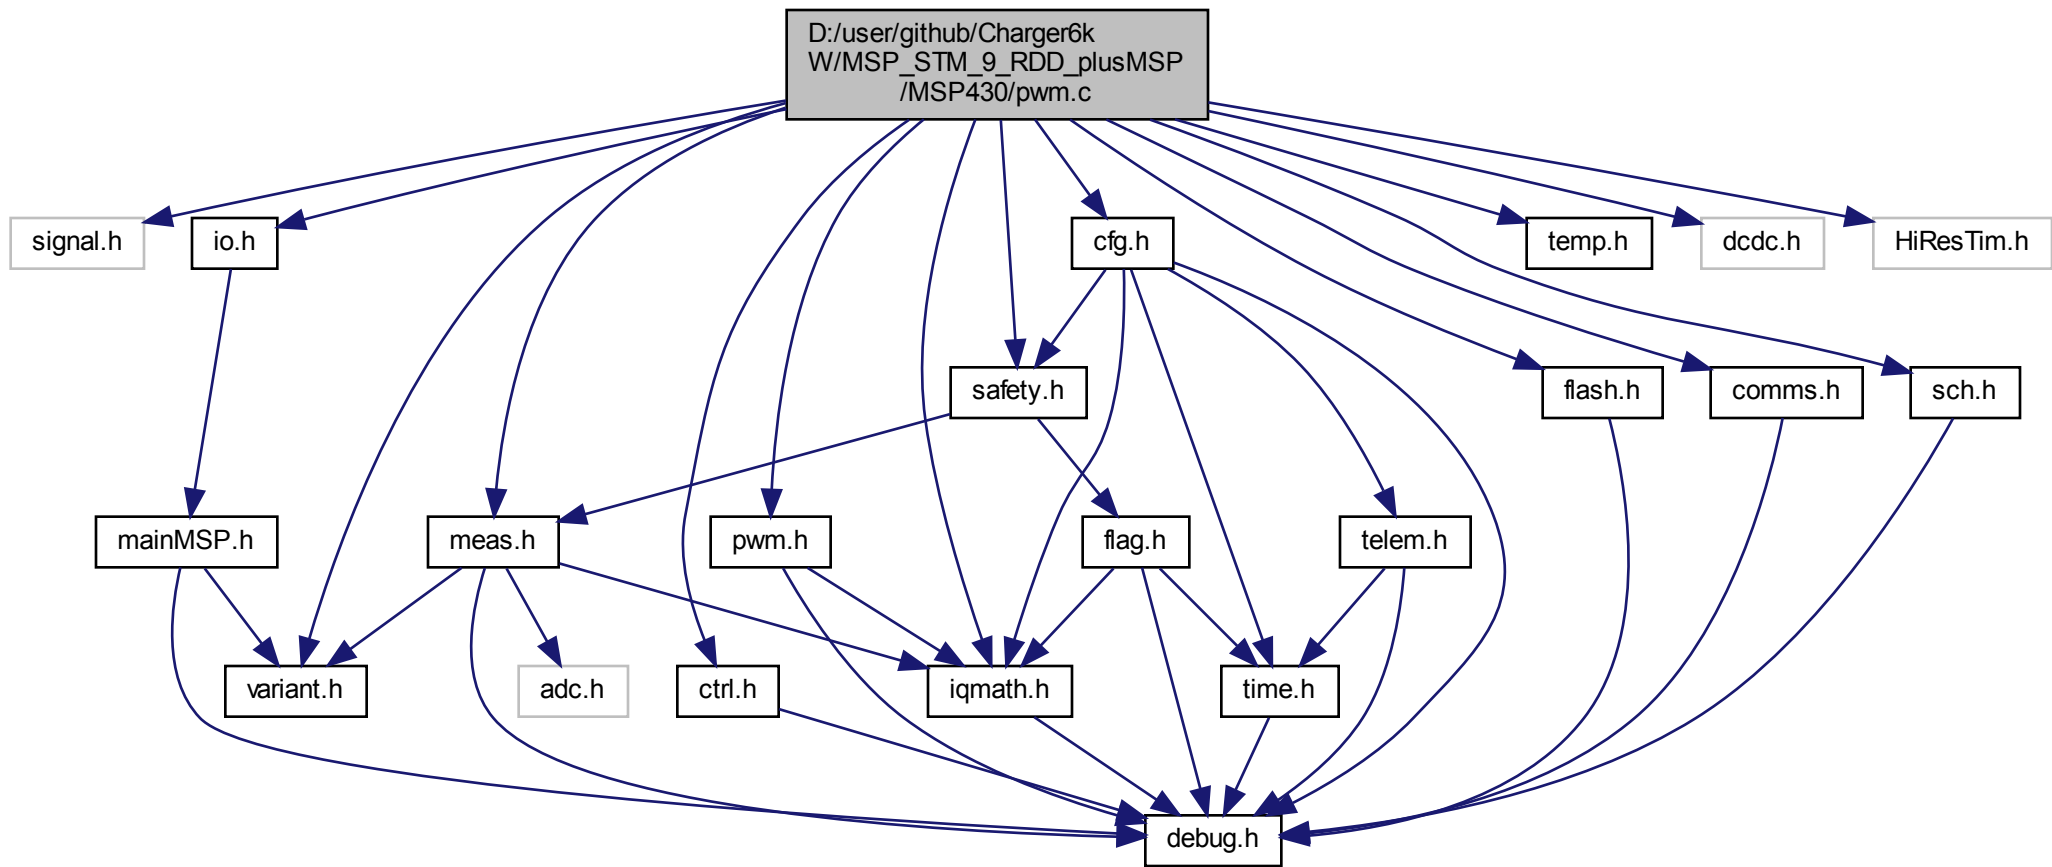 D:/user/github/Charger6k
W/MSP_STM_9_RDD_plusMSP
/MSP430/pwm.c
signal.h
io.h
cfg.h
temp.h
dcdc.h
HiResTim.h
safety.h
flash.h
comms.h
sch.h
mainMSP.h
meas.h
pwm.h
flag.h
telem.h
variant.h
adc.h
ctrl.h
iqmath.h
time.h
debug.h